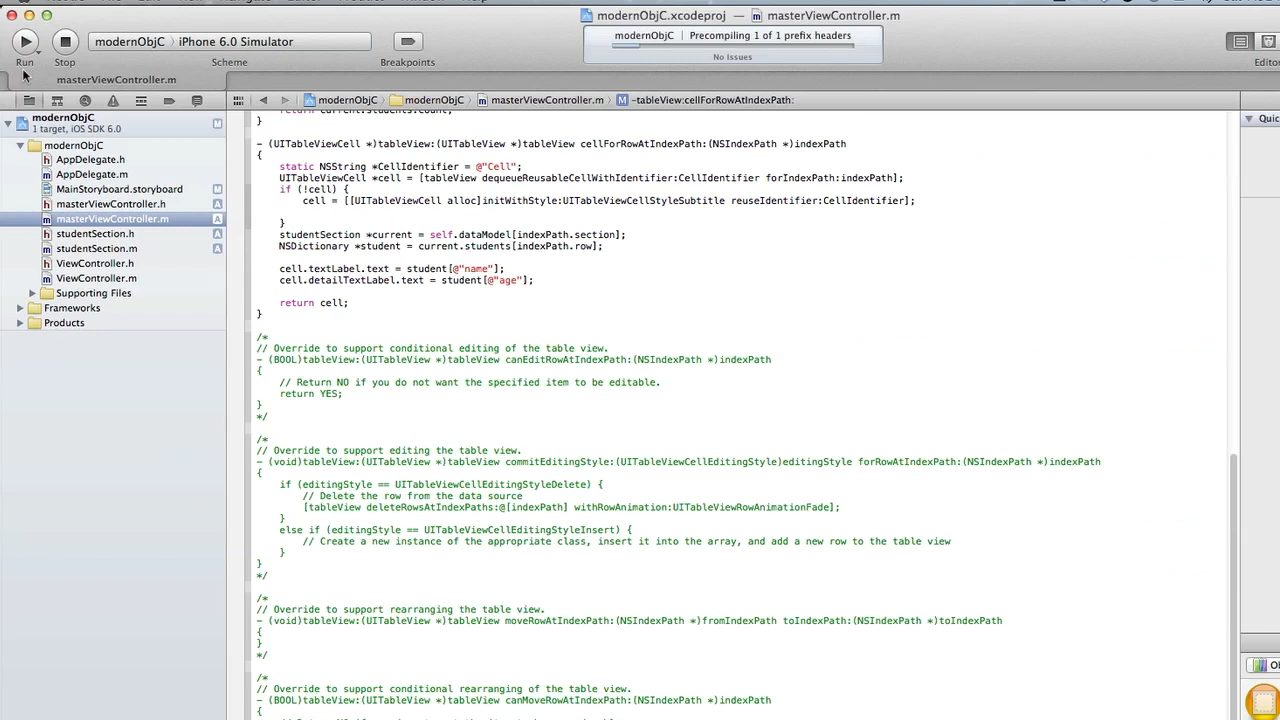 modernObjC.xcodeproj — masterViewController.m
modernObjC iPhone 6.0 Simulator
modernObjC Precompiling 1 of 1 prefix headers
No Issues
Run Stop Scheme Breakpoints
masterViewController.m
modernObjC modernObjC masterViewController.m M -tableView:cellForRowAtIndexPath:
Quic
modernObjC M
1 target, iOS SDK 6.0
modernObjC
h AppDelegate.h
m AppDelegate.m
MainStoryboard.storyboard M
h masterViewController.h A
m masterViewController.m A
h studentSection.h A
m studentSection.m A
h ViewController.h
m ViewController.m
Supporting Files
Frameworks
Products
return current.students.count;
}
- (UITableViewCell *)tableView:(UITableView *)tableView cellForRowAtIndexPath:(NSIndexPath *)indexPath
{
static NSString *CellIdentifier = @"Cell";
UITableViewCell *cell = [tableView dequeueReusableCellWithIdentifier:CellIdentifier forIndexPath:indexPath];
if (!cell) {
cell = [[UITableViewCell alloc]initWithStyle:UITableViewCellStyleSubtitle reuseIdentifier:CellIdentifier];
}
studentSection *current = self.dataModel[indexPath.section];
NSDictionary *student = current.students[indexPath.row];
cell.textLabel.text = student[@"name"];
cell.detailTextLabel.text = student[@"age"];
return cell;
}
/*
// Override to support conditional editing of the table view.
- (BOOL)tableView:(UITableView *)tableView canEditRowAtIndexPath:(NSIndexPath *)indexPath
{
// Return NO if you do not want the specified item to be editable.
return YES;
}
*/
/*
// Override to support editing the table view.
- (void)tableView:(UITableView *)tableView commitEditingStyle:(UITableViewCellEditingStyle)editingStyle forRowAtIndexPath:(NSIndexPath *)indexPath
{
if (editingStyle == UITableViewCellEditingStyleDelete) {
// Delete the row from the data source
[tableView deleteRowsAtIndexPaths:@[indexPath] withRowAnimation:UITableViewRowAnimationFade];
}
else if (editingStyle == UITableViewCellEditingStyleInsert) {
// Create a new instance of the appropriate class, insert it into the array, and add a new row to the table view
}
}
*/
/*
// Override to support rearranging the table view.
- (void)tableView:(UITableView *)tableView moveRowAtIndexPath:(NSIndexPath *)fromIndexPath toIndexPath:(NSIndexPath *)toIndexPath
{
}
*/
/*
// Override to support conditional rearranging of the table view.
- (BOOL)tableView:(UITableView *)tableView canMoveRowAtIndexPath:(NSIndexPath *)indexPath
{